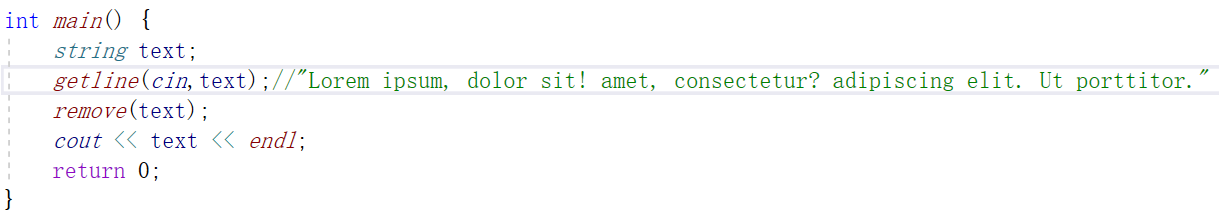 int main() {
string text;
getline(cin,text);//"Lorem ipsum, dolor sit! amet, consectetur? adipiscing elit. Ut porttitor."
remove(text);
cout << text << endl;
return 0;
}